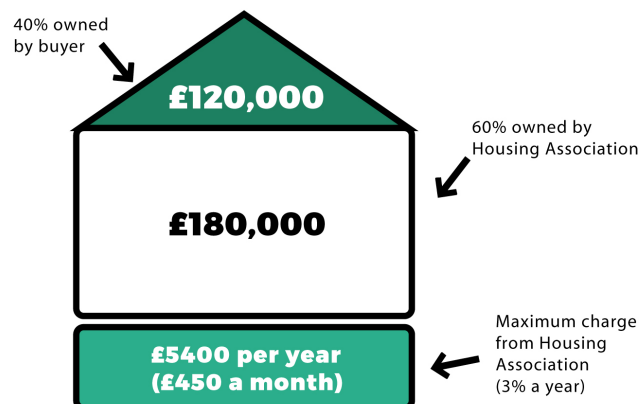 40% owned
by buyer
£120,000
60% owned by
Housing Association
£180,000
Maximum charge
from Housing
Association
(3% a year)
£5400 per year
(£450 a month)